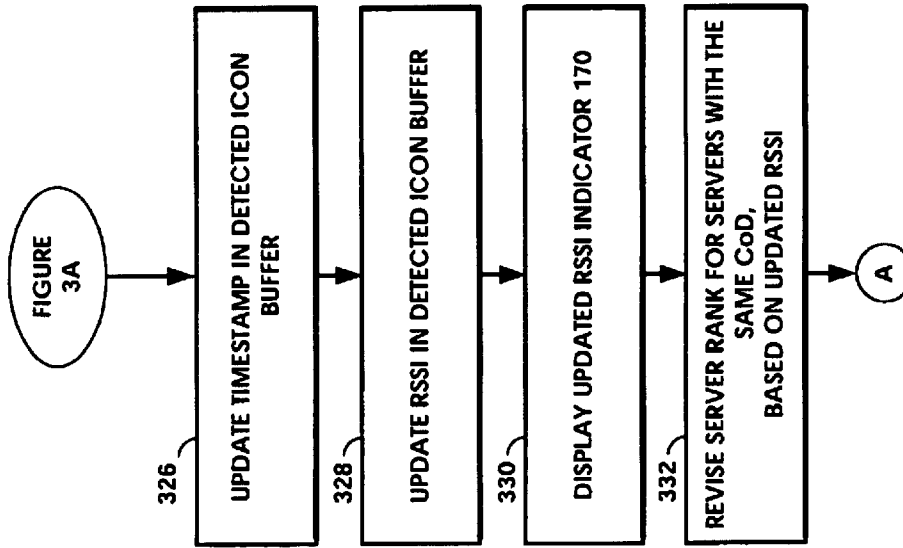 FIGURE
3A
326
UPDATE TIMESTAMP IN DETECTED ICON
BUFFER
328
UPDATE RSSI IN DETECTED ICON BUFFER
330
DISPLAY UPDATED RSSI INDICATOR 170
332
REVISE SERVER RANK FOR SERVERS WITH THE
SAME CoD,
BASED ON UPDATED RSSI
A